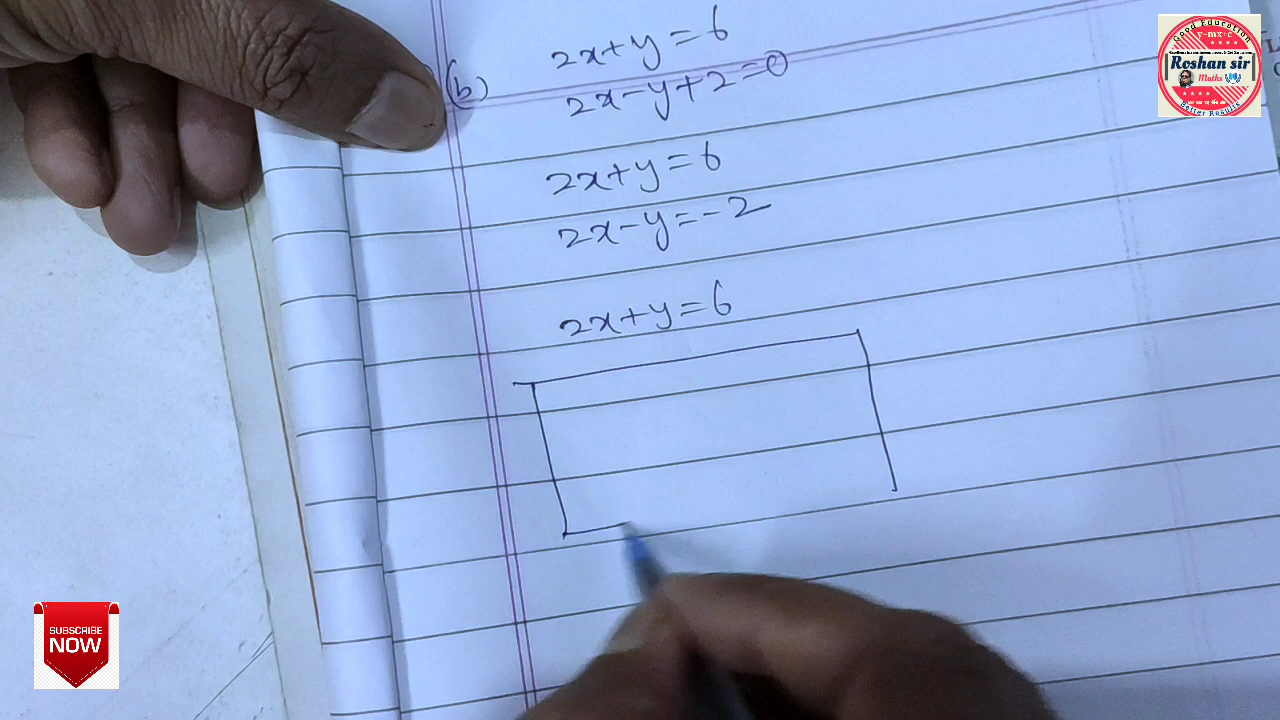 (b) 2x+y=6
2x-y+2=0
2x+y=6
2x-y=-2
2x+y=6
Good Education
y=mx+c
Roshan sir
Maths
Better Results
SUBSCRIBE
NOW